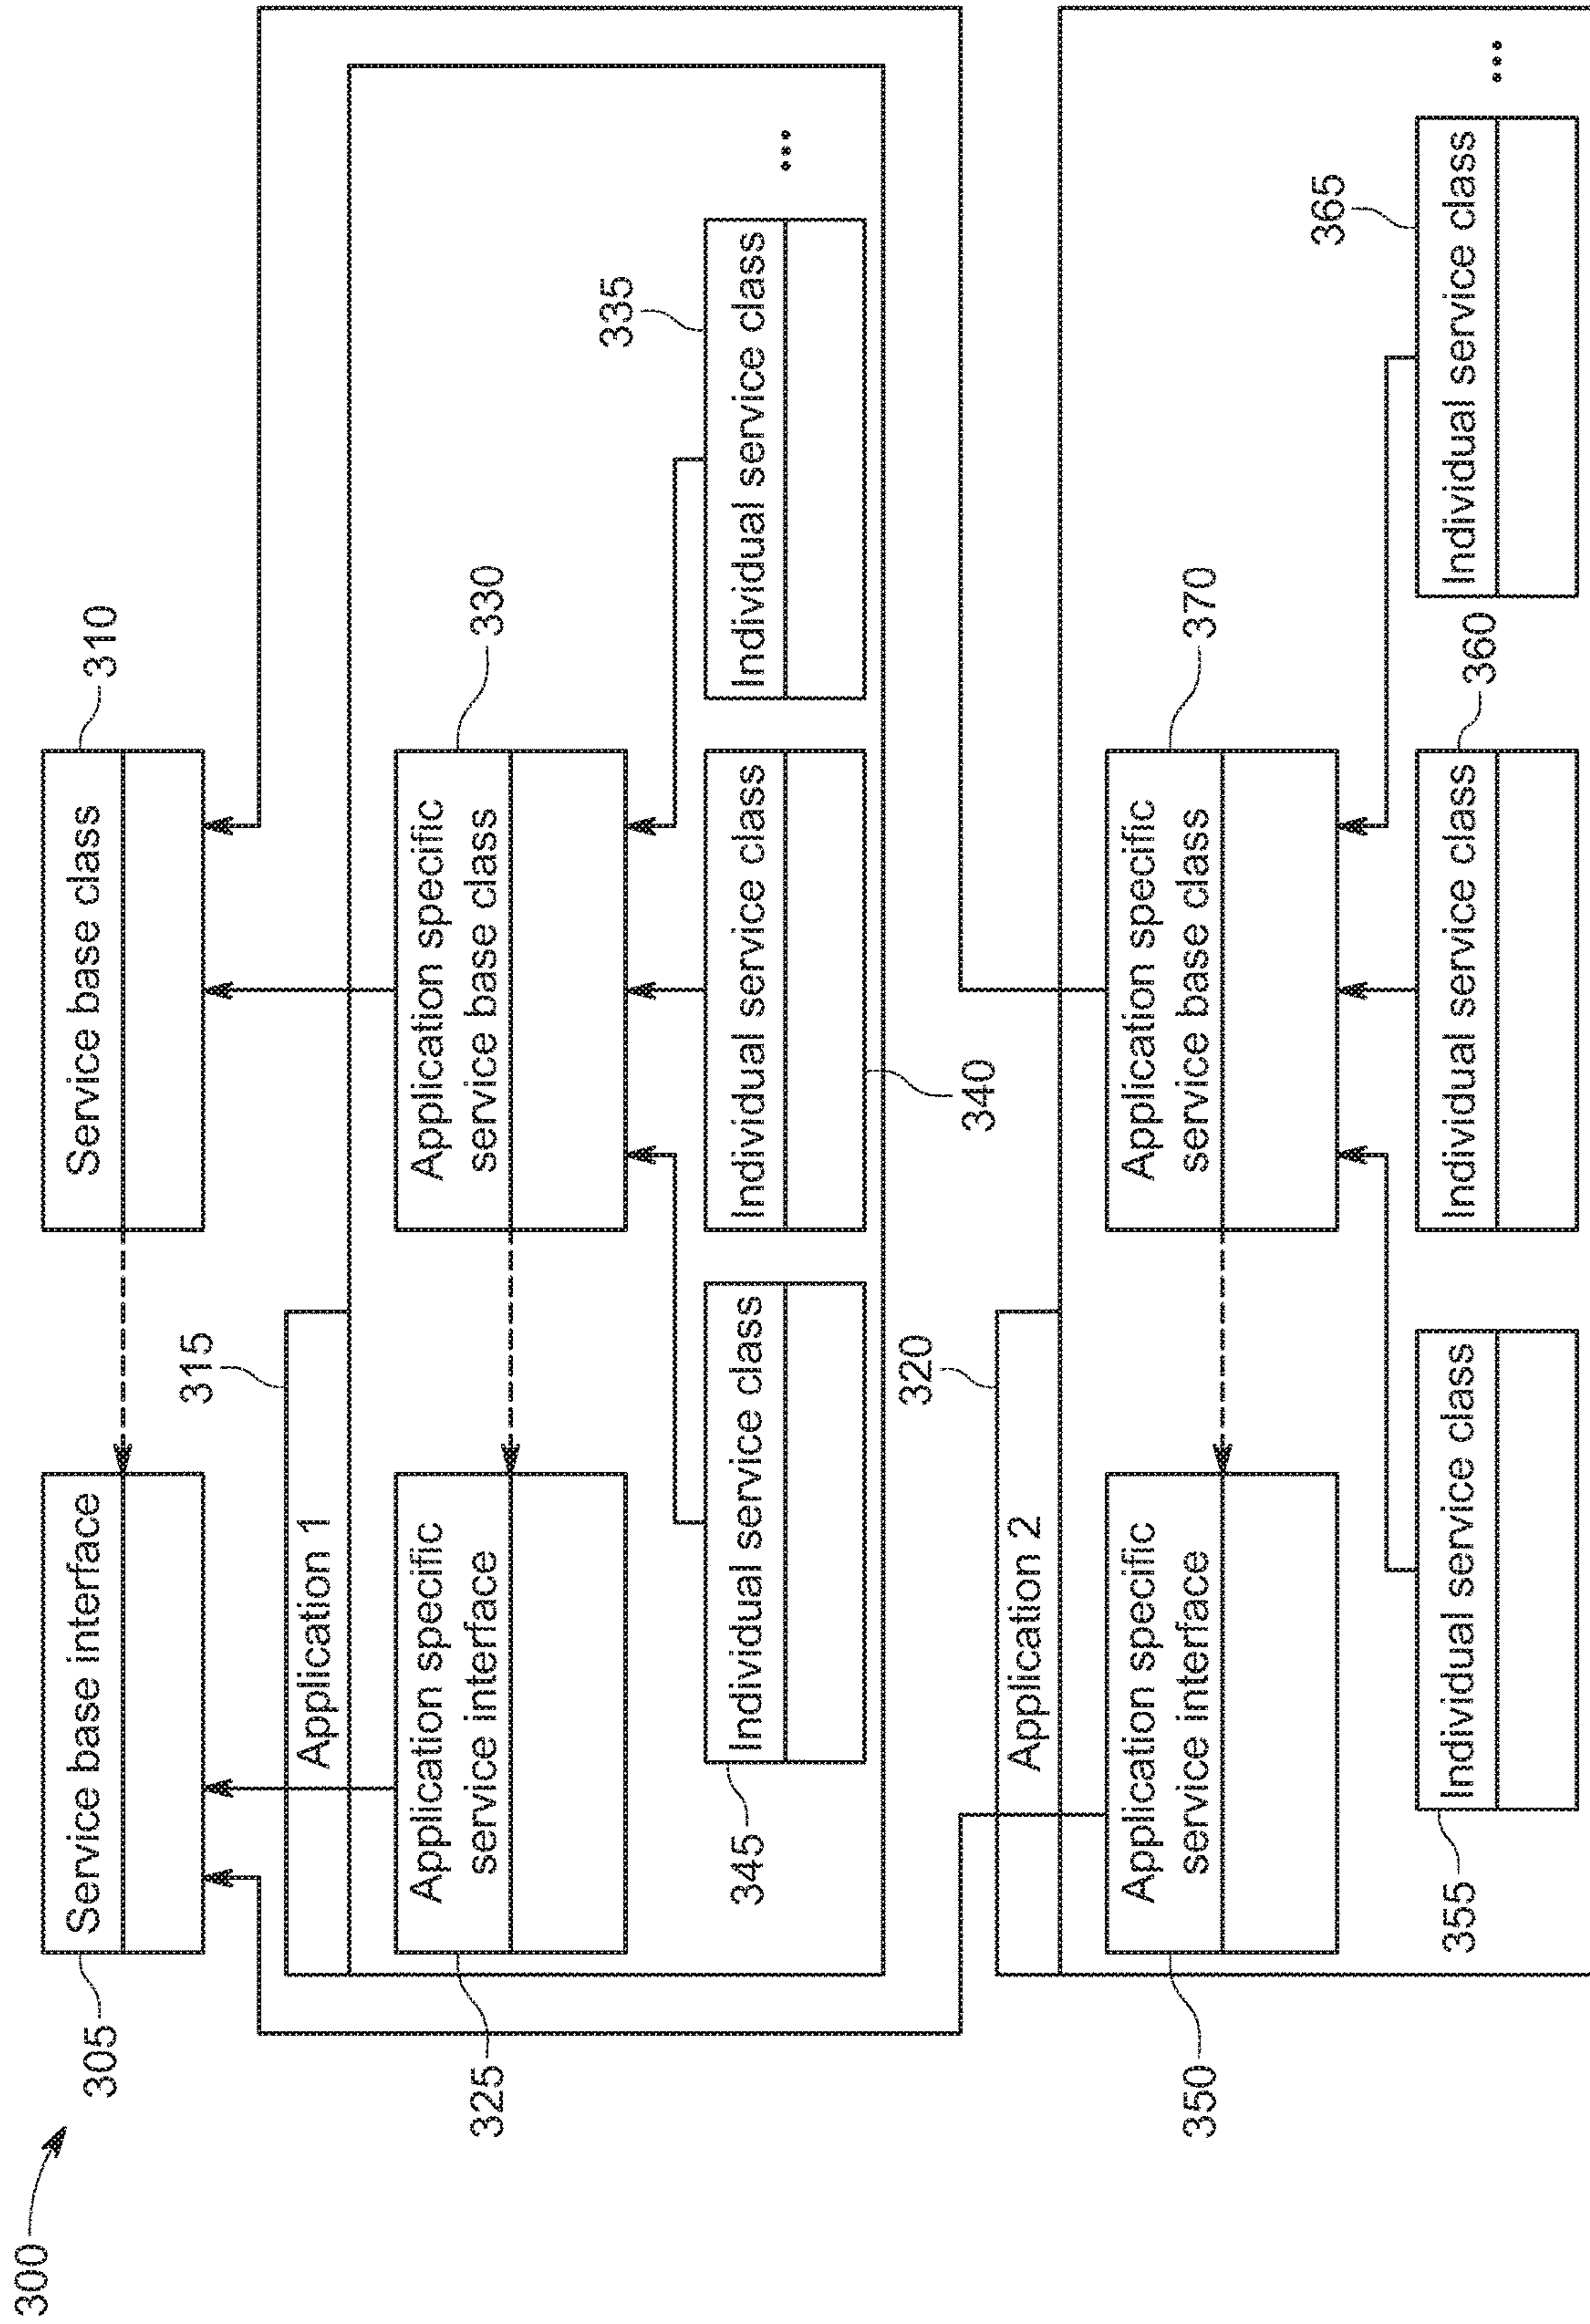 300
305
310
Service base interface
Service base class
315
Application 1
325
330
Application specific
service interface
Application specific
service base class
335
345
Individual service class
Individual service class
Individual service class
...
340
320
Application 2
350
370
Application specific
service interface
Application specific
service base class
365
355
Individual service class
Individual service class
360
Individual service class
...